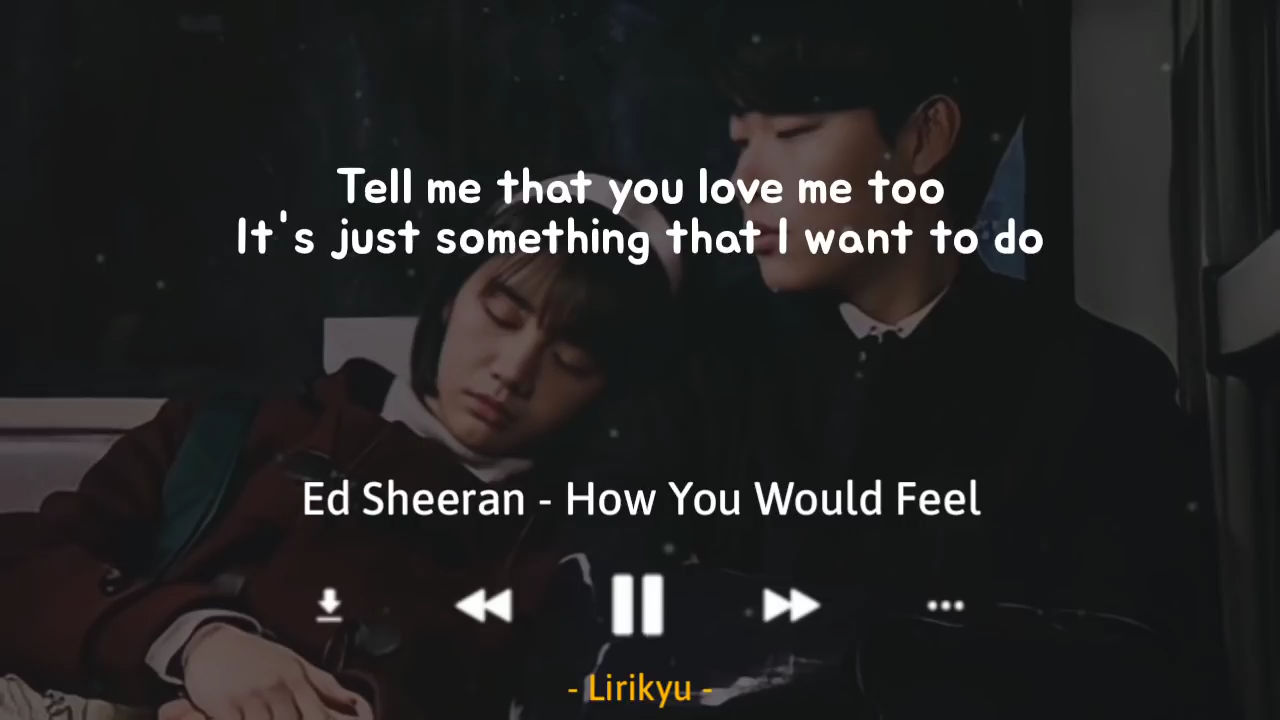 Tell me that you love me too
It's just something that I want to do
Ed Sheeran - How You Would Feel
- Lirikyu -